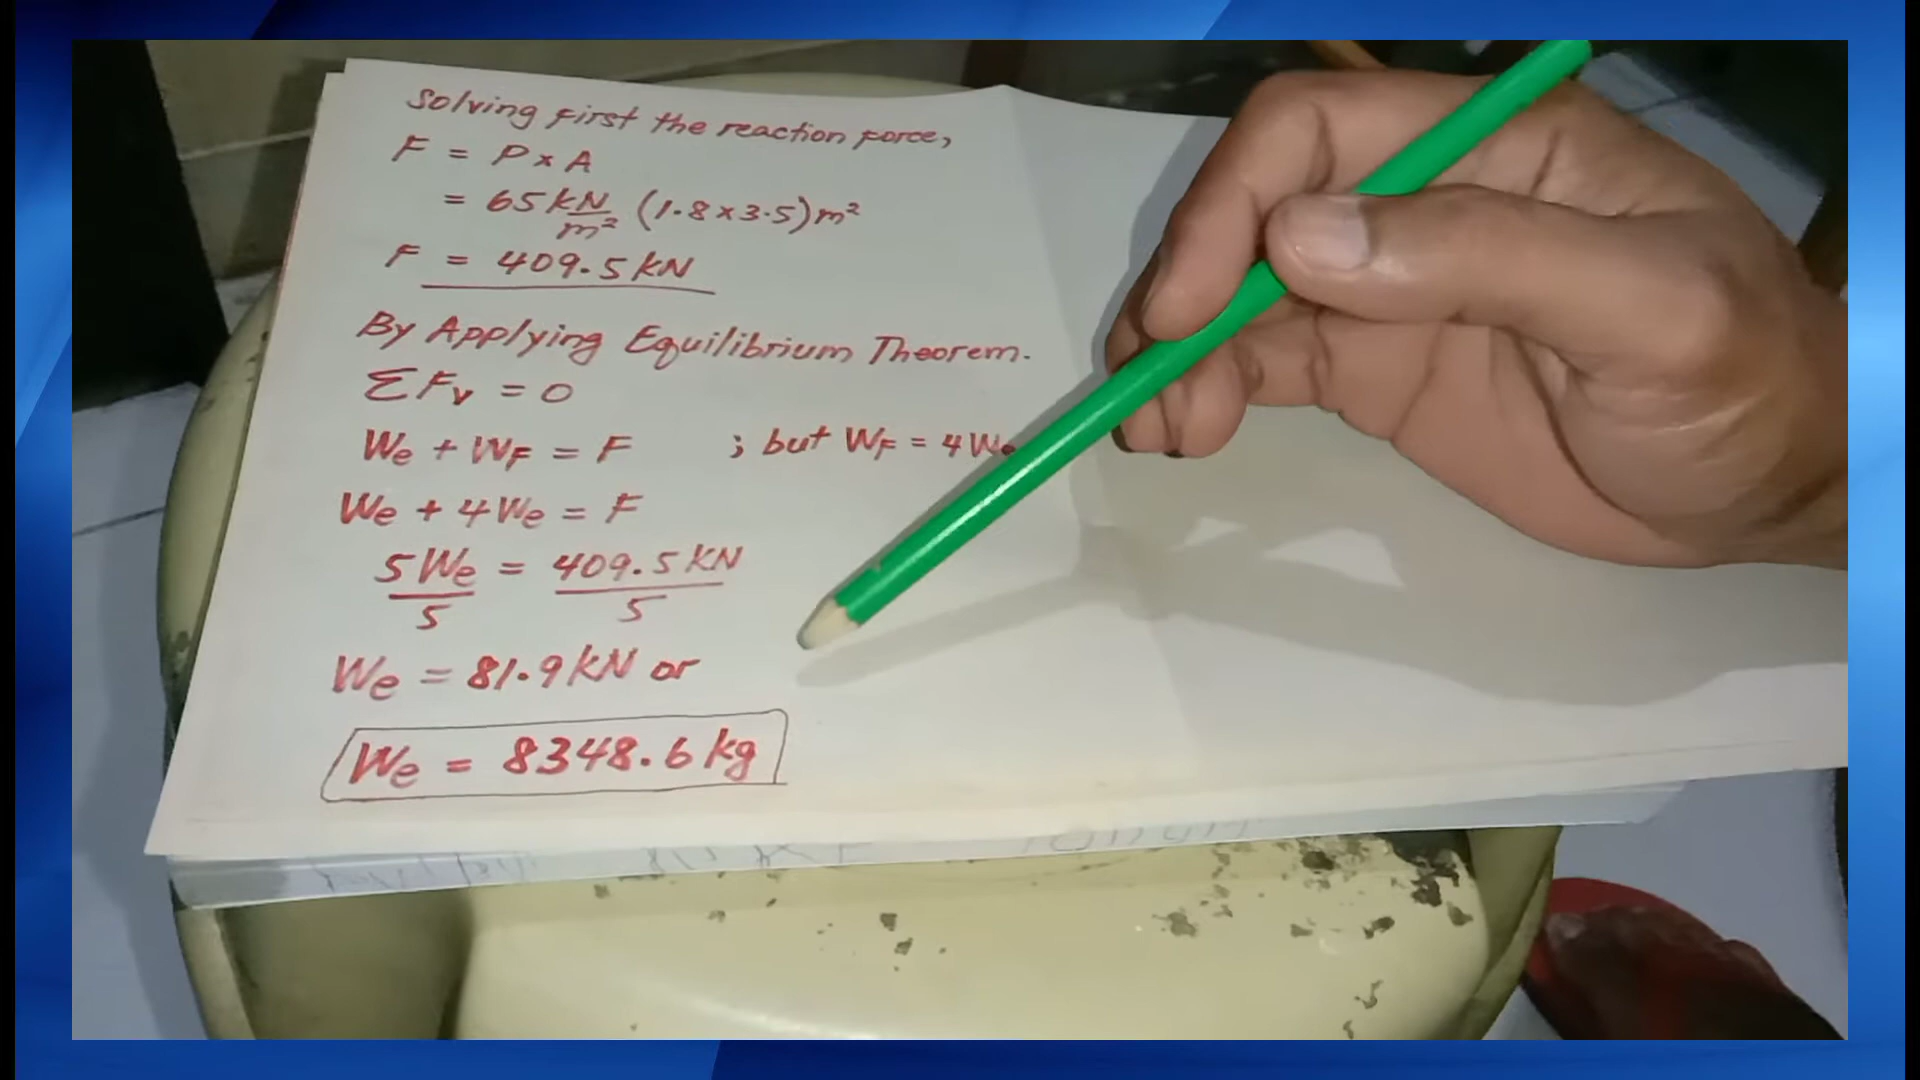 Solving first the reaction force,
F = P x A
= 65 kN/m² (1.8 x 3.5) m²
F = 409.5 kN
By Applying Equilibrium Theorem.
ΣFv = 0
We + WF = F ; but WF = 4We
We + 4We = F
5We/5 = 409.5 KN/5
We = 81.9 kN or
We = 8348.6 kg